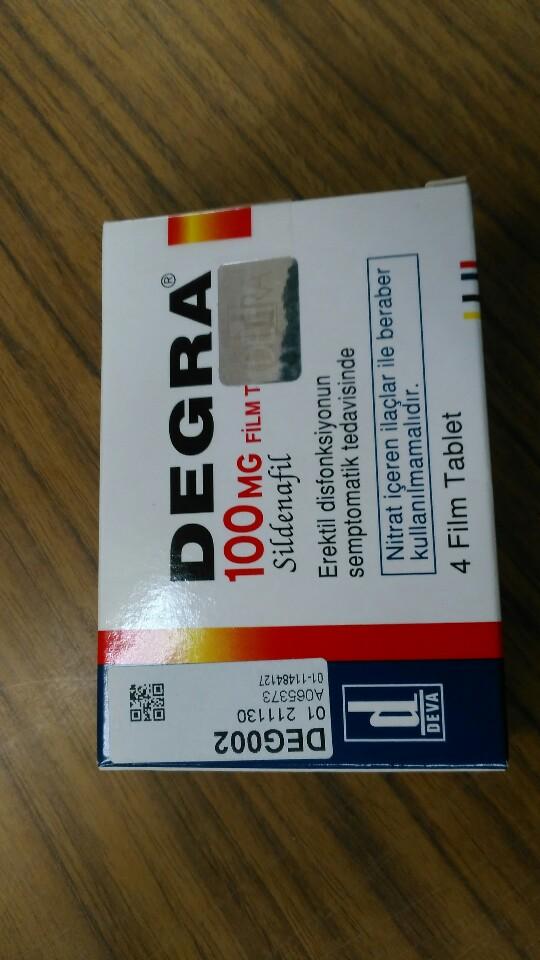 DEGRA®
100 MG FİLM T
Sildenafil
Erektil disfonksiyonun
semptomatik tedavisinde
Nitrat içeren ilaçlar ile beraber
kullanılmamalıdır.
4 Film Tablet
d
DEVA
DEG002
01 211130
A065373
01-11484127